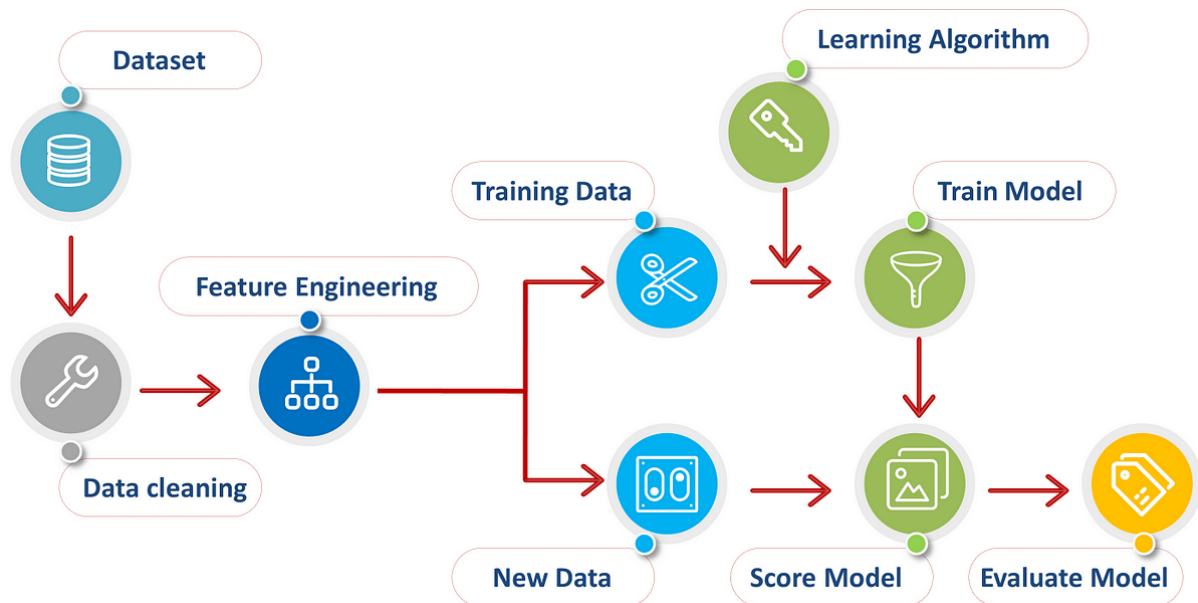 Dataset
Learning Algorithm
Training Data
Train Model
Feature Engineering
Data cleaning
New Data
Score Model
Evaluate Model